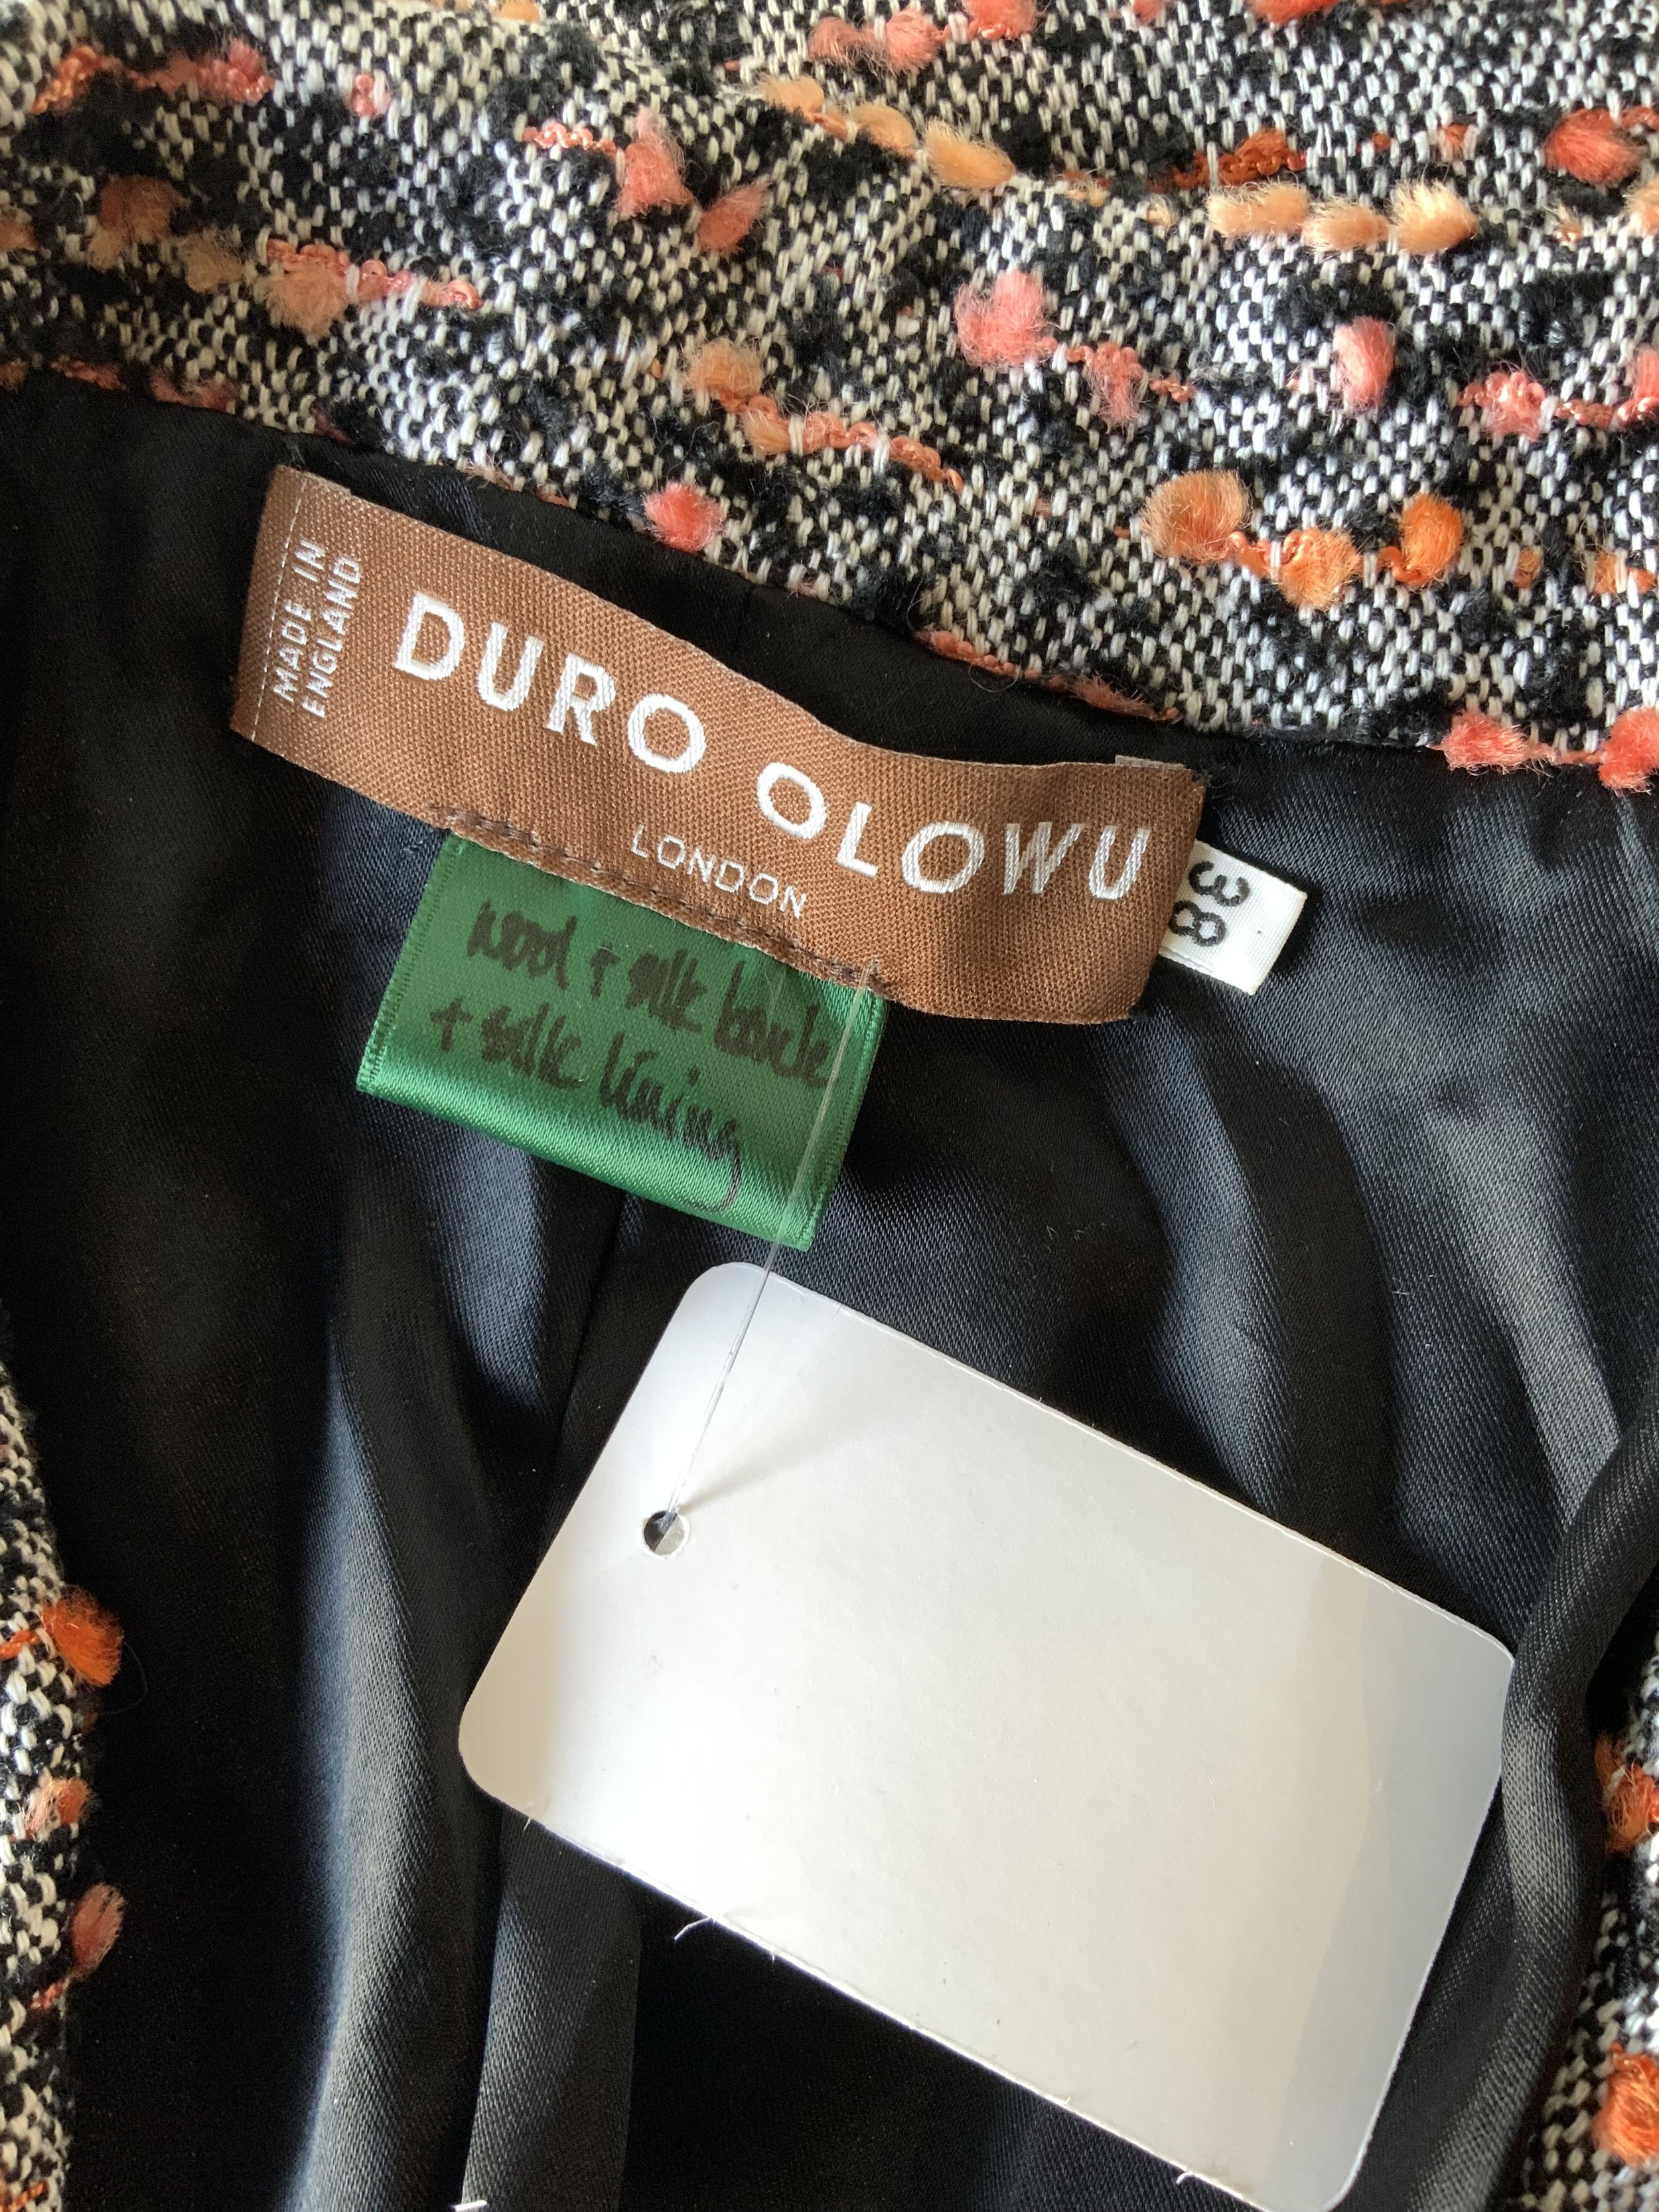 MADE IN
ENGLAND
DURO OLOWU
LONDON
38
wool + silk boucle
+ silk lining